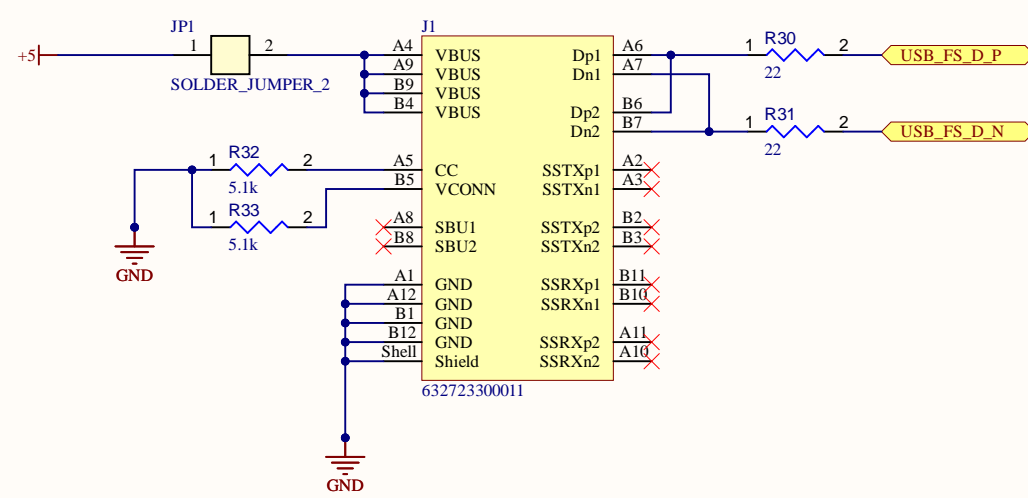 JP1
J1
+5
1
2
SOLDER_JUMPER_2
A4 VBUS
A9 VBUS
B9 VBUS
B4 VBUS
Dp1 A6
Dn1 A7
Dp2 B6
Dn2 B7
1 R30 2
22
USB_FS_D_P
1 R31 2
22
USB_FS_D_N
1 R32 2
5.1k
1 R33 2
5.1k
GND
A5 CC
B5 VCONN
A8 SBU1
B8 SBU2
A1 GND
A12 GND
B1 GND
B12 GND
Shell Shield
SSTXp1 A2
SSTXn1 A3
SSTXp2 B2
SSTXn2 B3
SSRXp1 B11
SSRXn1 B10
SSRXp2 A11
SSRXn2 A10
632723300011
GND